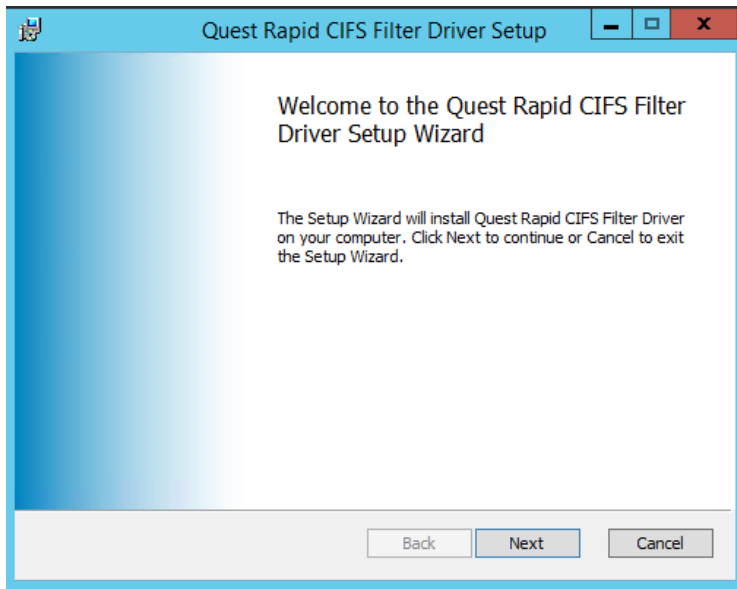 Quest Rapid CIFS Filter Driver Setup
Welcome to the Quest Rapid CIFS Filter
Driver Setup Wizard
The Setup Wizard will install Quest Rapid CIFS Filter Driver
on your computer. Click Next to continue or Cancel to exit
the Setup Wizard.
Back Next Cancel